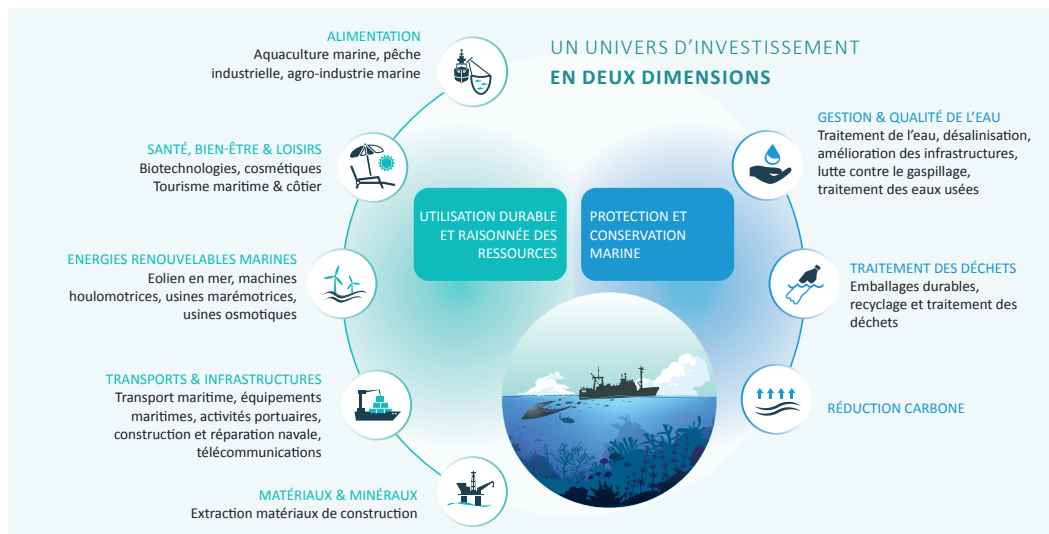 UN UNIVERS D’INVESTISSEMENT
EN DEUX DIMENSIONS
ALIMENTATION
Aquaculture marine, pêche
industrielle, agro-industrie marine
SANTÉ, BIEN-ÊTRE & LOISIRS
Biotechnologies, cosmétiques
Tourisme maritime & côtier
ENERGIES RENOUVELABLES MARINES
Eolien en mer, machines
houlomotrices, usines marémotrices,
usines osmotiques
TRANSPORTS & INFRASTRUCTURES
Transport maritime, équipements
maritimes, activités portuaires,
construction et réparation navale,
télécommunications
MATÉRIAUX & MINÉRAUX
Extraction matériaux de construction
UTILISATION DURABLE
ET RAISONNÉE DES
RESSOURCES
PROTECTION ET
CONSERVATION
MARINE
GESTION & QUALITÉ DE L’EAU
Traitement de l’eau, désalinisation,
amélioration des infrastructures,
lutte contre le gaspillage,
traitement des eaux usées
TRAITEMENT DES DÉCHETS
Emballages durables,
recyclage et traitement des
déchets
RÉDUCTION CARBONE